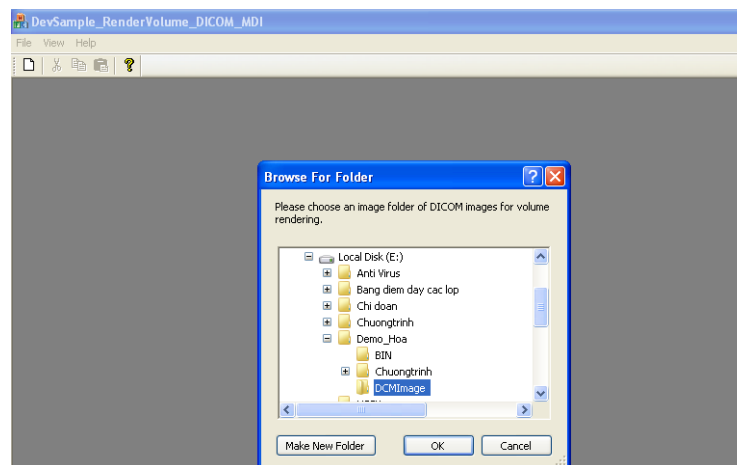 DevSample_RenderVolume_DICOM_MDI
File View Help
Browse For Folder
Please choose an image folder of DICOM images for volume
rendering.
Local Disk (E:)
Anti Virus
Bang diem day cac lop
Chi doan
Chuongtrinh
Demo_Hoa
BIN
Chuongtrinh
DCMImage
Make New Folder OK Cancel